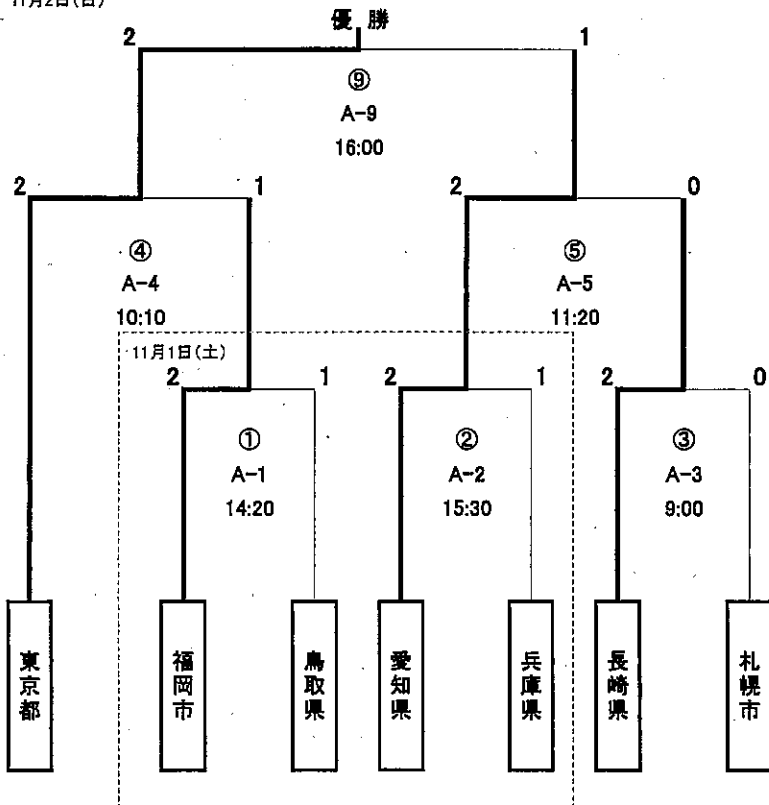 11月2日(日)
優勝
2 1
⑨
A-9
16:00
2 1 2 0
④ ⑤
A-4 A-5
10:10 11:20
11月1日(土)
2 1 2 1 2 0
① ② ③
A-1 A-2 A-3
14:20 15:30 9:00
東京都 福岡市 鳥取県 愛知県 兵庫県 長崎県 札幌市